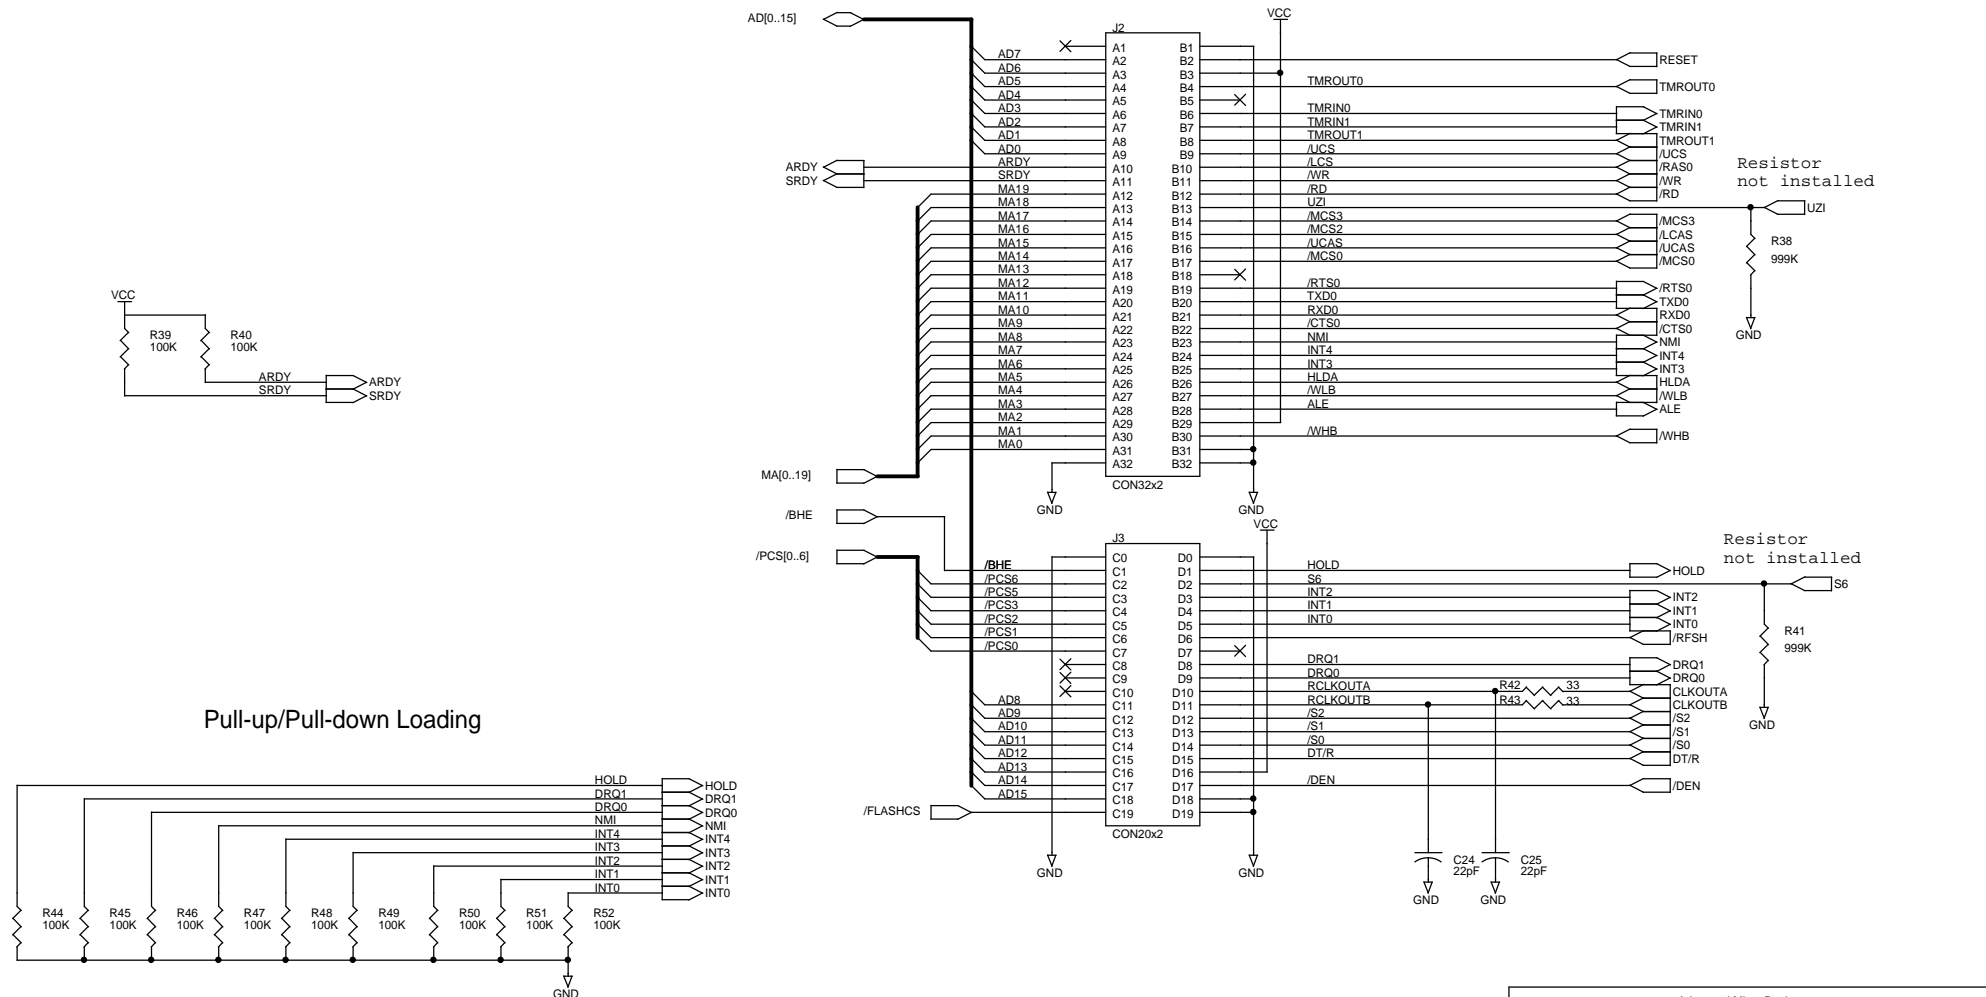 AD[0..15]
VCC
J2
A1 B1
AD7 A2 B2 RESET
AD6 A3 B3
AD5 A4 B4 TMROUT0 TMROUT0
AD4 A5 B5
AD3 A6 B6 TMRIN0 TMRIN0
AD2 A7 B7 TMRIN1 TMRIN1
AD1 A8 B8 TMROUT1 TMROUT1
AD0 A9 B9 /UCS /UCS
ARDY ARDY A10 B10 /LCS /RAS0
SRDY SRDY A11 B11 /WR /WR
MA19 A12 B12 /RD /RD
MA18 A13 B13 UZI UZI
MA17 A14 B14 /MCS3 /MCS3
MA16 A15 B15 /MCS2 /LCAS
MA15 A16 B16 /UCAS /UCAS
MA14 A17 B17 /MCS0 /MCS0
MA13 A18 B18
MA12 A19 B19 /RTS0 /RTS0
MA11 A20 B20 TXD0 TXD0
MA10 A21 B21 RXD0 RXD0
MA9 A22 B22 /CTS0 /CTS0
MA8 A23 B23 NMI NMI
MA7 A24 B24 INT4 INT4
MA6 A25 B25 INT3 INT3
MA5 A26 B26 HLDA HLDA
MA4 A27 B27 /WLB /WLB
MA3 A28 B28 ALE ALE
MA2 A29 B29
MA1 A30 B30 /WHB /WHB
MA0 A31 B31
A32 B32
CON32x2
GND GND
Resistor
not installed
R38
999K
GND
VCC
R39
100K
R40
100K
ARDY ARDY
SRDY SRDY
MA[0..19]
/BHE
/PCS[0..6]
VCC
J3
C0 D0
/BHE C1 D1 HOLD HOLD
/PCS6 C2 D2 S6 S6
/PCS5 C3 D3 INT2 INT2
/PCS3 C4 D4 INT1 INT1
/PCS2 C5 D5 INT0 INT0
/PCS1 C6 D6 /RFSH
/PCS0 C7 D7
C8 D8 DRQ1 DRQ1
C9 D9 DRQ0 DRQ0
C10 D10 RCLKOUTA R42 33 CLKOUTA
AD8 C11 D11 RCLKOUTB R43 33 CLKOUTB
AD9 C12 D12 /S2 /S2
AD10 C13 D13 /S1 /S1
AD11 C14 D14 /S0 /S0
AD12 C15 D15 DT/R DT/R
AD13 C16 D16
AD14 C17 D17 /DEN /DEN
AD15 C18 D18
/FLASHCS C19 D19
CON20x2
GND GND
Resistor
not installed
R41
999K
GND
C24
22pF
C25
22pF
GND GND
Pull-up/Pull-down Loading
HOLD HOLD
DRQ1 DRQ1
DRQ0 DRQ0
NMI NMI
INT4 INT4
INT3 INT3
INT2 INT2
INT1 INT1
INT0 INT0
R44 R45 R46 R47 R48 R49 R50 R51 R52
100K 100K 100K 100K 100K 100K 100K 100K 100K
GND